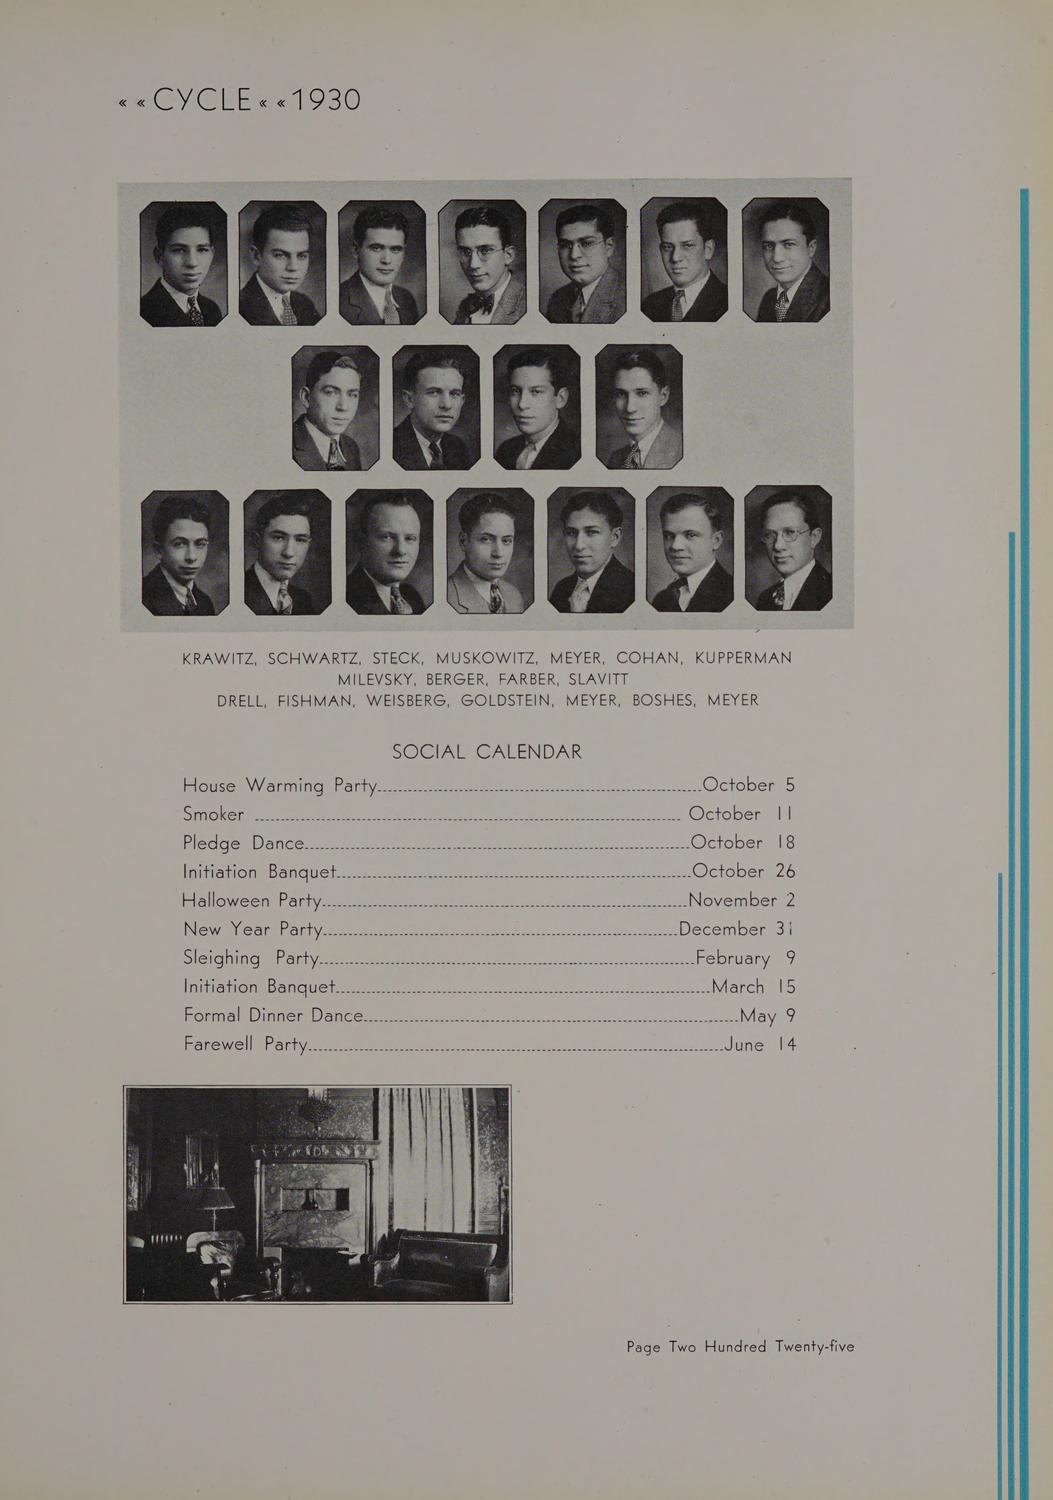 « « CYCLE « « 1930
KRAWITZ, SCHWARTZ, STECK, MUSKOWITZ, MEYER, COHAN, KUPPERMAN
MILEVSKY, BERGER, FARBER, SLAVITT
DRELL, FISHMAN, WEISBERG, GOLDSTEIN, MEYER, BOSHES, MEYER
SOCIAL CALENDAR
House Warming Party October 5
Smoker October 11
Pledge Dance October 18
Initiation Banquet October 26
Halloween Party November 2
New Year Party December 31
Sleighing Party February 9
Initiation Banquet March 15
Formal Dinner Dance May 9
Farewell Party June 14
Page Two Hundred Twenty-five